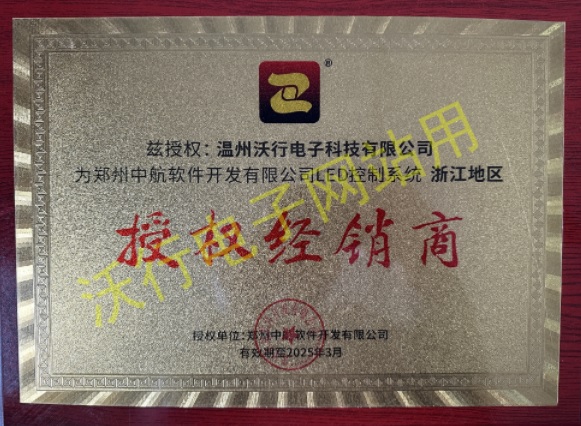 ®
兹授权：温州沃行电子科技有限公司
为郑州中航软件开发有限公司LED控制系统 浙江地区
授权经销商
沃行电子网站用
授权单位：郑州中航软件开发有限公司
有效期至2025年3月